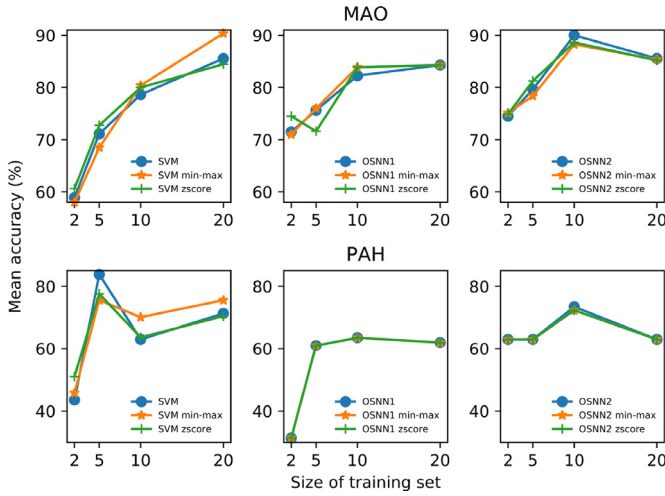 MAO
Mean accuracy (%)
90
80
70
60
2
5
10
20
SVM
SVM min-max
SVM zscore
90
80
70
60
2
5
10
20
OSNN1
OSNN1 min-max
OSNN1 zscore
90
80
70
60
2
5
10
20
OSNN2
OSNN2 min-max
OSNN2 zscore
PAH
80
60
40
2
5
10
20
SVM
SVM min-max
SVM zscore
80
60
40
2
5
10
20
OSNN1
OSNN1 min-max
OSNN1 zscore
80
60
40
2
5
10
20
OSNN2
OSNN2 min-max
OSNN2 zscore
Size of training set